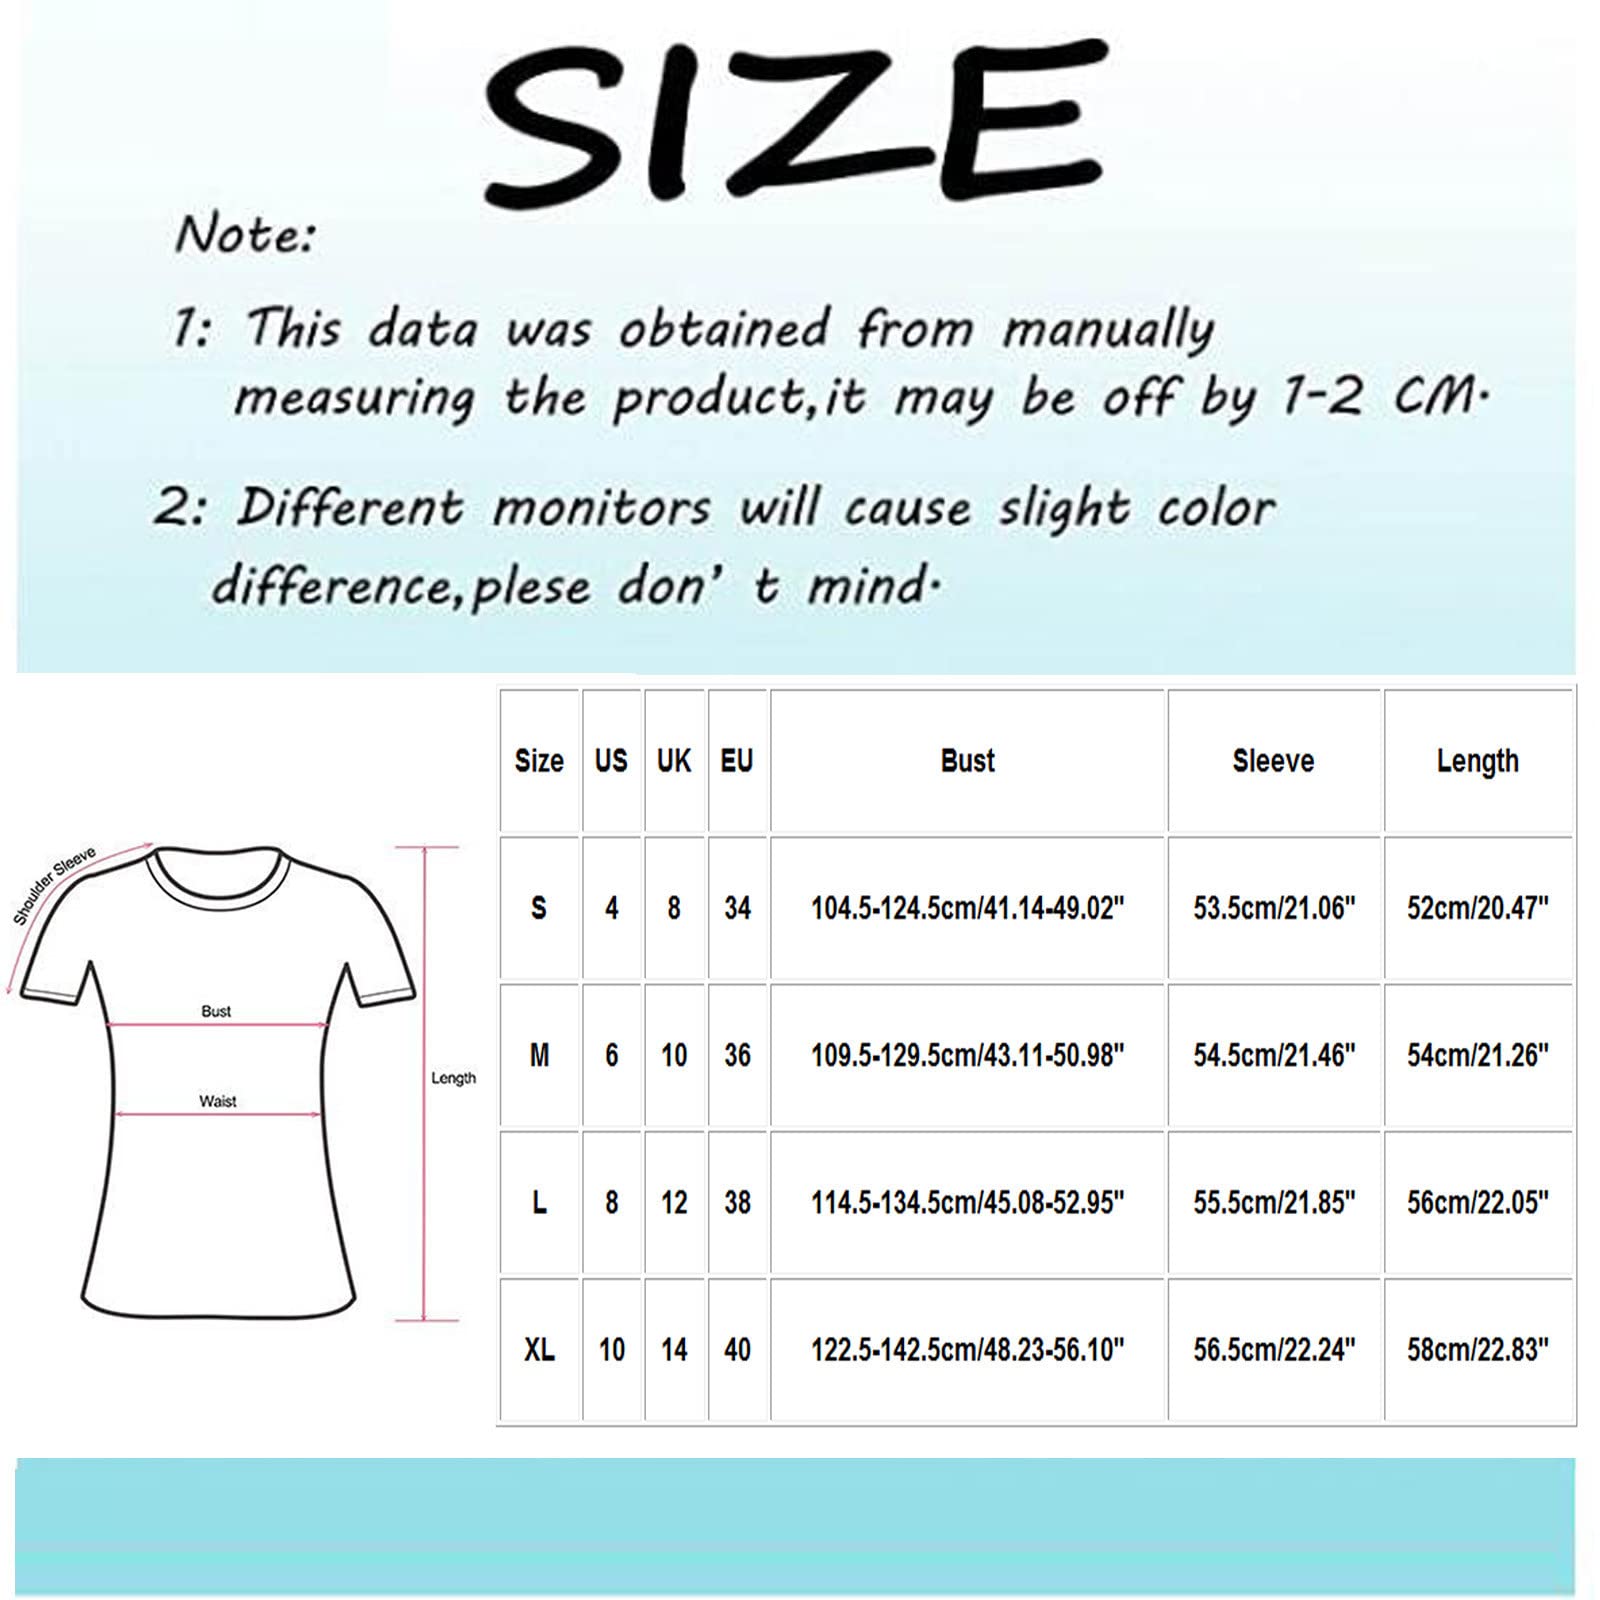 SIZE
Note:
1: This data was obtained from manually
measuring the product,it may be off by 1-2 CM.
2: Different monitors will cause slight color
difference,plese don't mind.
Shoulder Sleeve
Bust
Waist
Length
Size US UK EU Bust Sleeve Length
S 4 8 34 104.5-124.5cm/41.14-49.02" 53.5cm/21.06" 52cm/20.47"
M 6 10 36 109.5-129.5cm/43.11-50.98" 54.5cm/21.46" 54cm/21.26"
L 8 12 38 114.5-134.5cm/45.08-52.95" 55.5cm/21.85" 56cm/22.05"
XL 10 14 40 122.5-142.5cm/48.23-56.10" 56.5cm/22.24" 58cm/22.83"